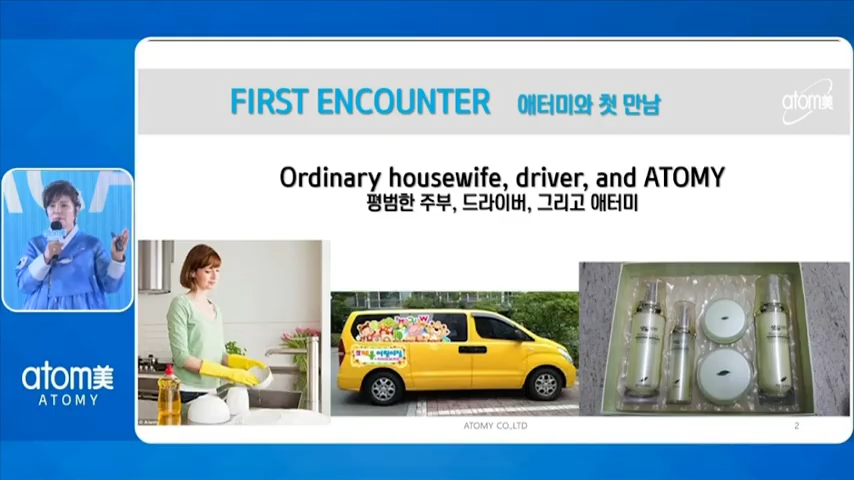 FIRST ENCOUNTER 애터미와 첫 만남
atom美
Ordinary housewife, driver, and ATOMY
평범한 주부, 드라이버, 그리고 애터미
atom美
ATOMY
ATOMY CO.,LTD
2